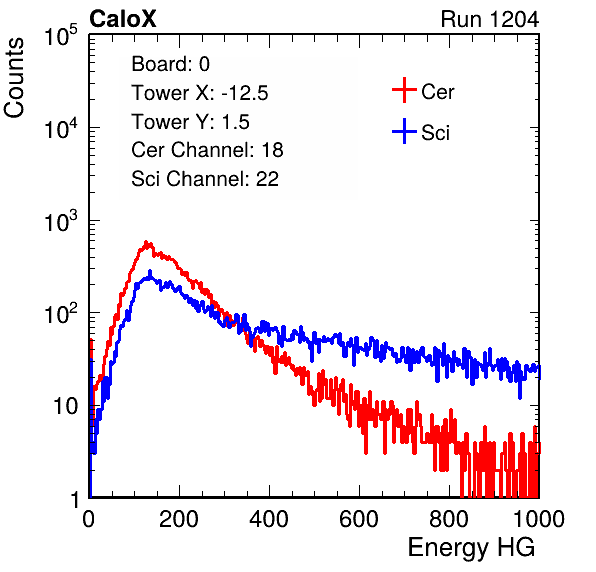 CaloX Run 1204
Counts
Board: 0
Tower X: -12.5
Tower Y: 1.5
Cer Channel: 18
Sci Channel: 22
Cer
Sci
10^5
10^4
10^3
10^2
10
1
0 200 400 600 800 1000
Energy HG